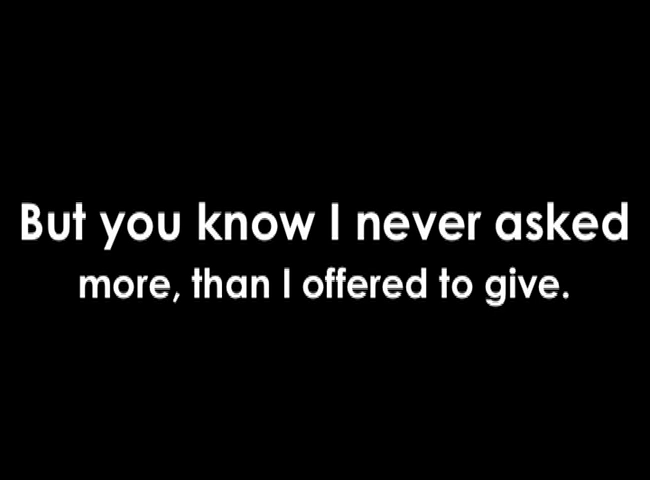 But you know I never asked
more, than I offered to give.